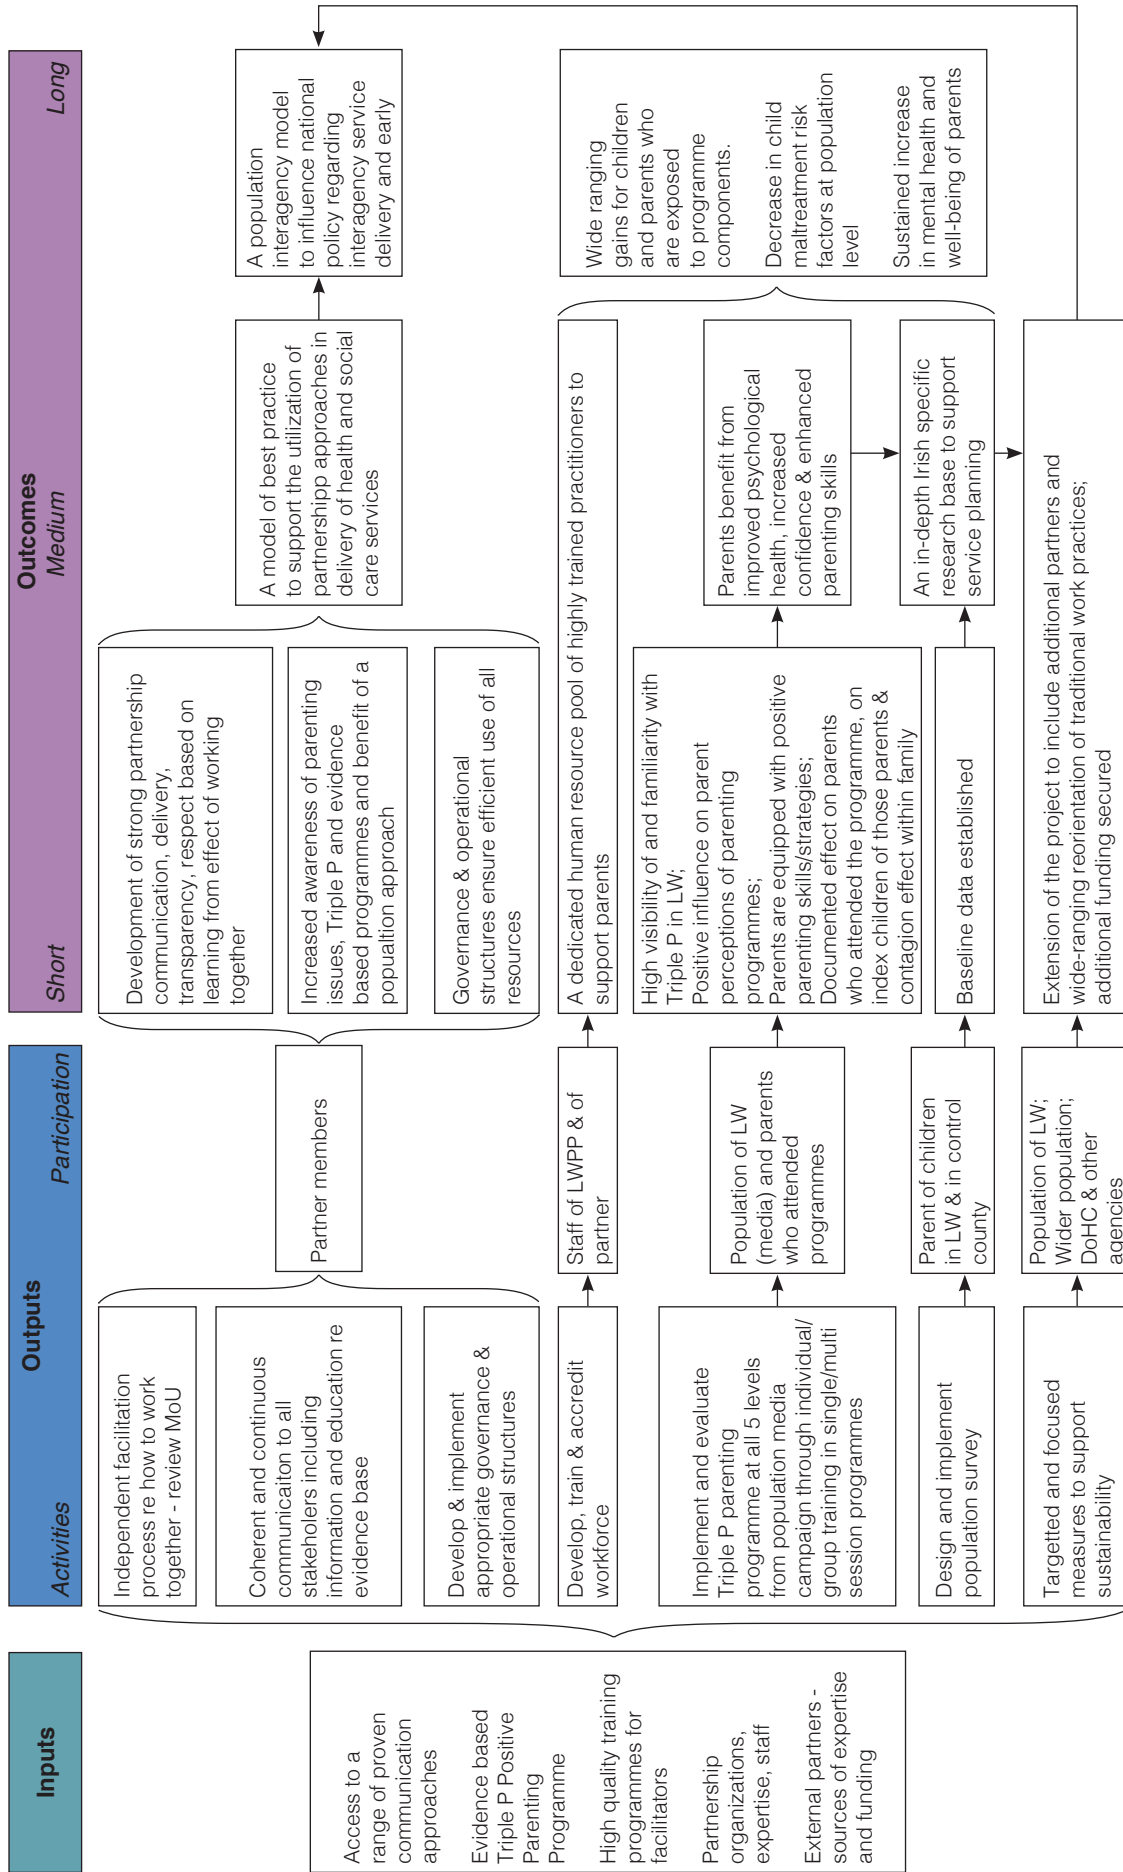 Inputs
Outputs
Activities
Participation
Outcomes
Short
Medium
Long
Access to a
range of proven
communication
approaches
Evidence based
Triple P Positive
Parenting
Programme
High quality training
programmes for
facilitators
Partnership
organizations,
expertise, staff
External partners -
sources of expertise
and funding
Independent facilitation
process re how to work
together - review MoU
Coherent and continuous
communicaiton to all
stakeholers including
information and education re
evidence base
Develop & implement
appropriate governance &
operational structures
Partner members
Development of strong partnership
communication, delivery,
transparency, respect based on
learning from effect of working
together
Increased awareness of parenting
issues, Triple P and evidence
based programmes and benefit of a
popualtion approach
Governance & operational
structures ensure efficient use of all
resources
A model of best practice
to support the utilization of
partnershipp approaches in
delivery of health and social
care services
A population
interagency model
to influence national
policy regarding
interagency service
delivery and early
Develop, train & accredit
workforce
Staff of LWPP & of
partner
A dedicated human resource pool of highly trained practitioners to
support parents
Implement and evaluate
Triple P parenting
programme at all 5 levels
from population media
campaign through individual/
group training in single/multi
session programmes
Population of LW
(media) and parents
who attended
programmes
High visibility of and familiarity with
Triple P in LW;
Positive influence on parent
perceptions of parenting
programmes;
Parents are equipped with positive
parenting skills/strategies;
Documented effect on parents
who attended the programme, on
index children of those parents &
contagion effect within family
Parents benefit from
improved psychological
health, increased
confidence & enhanced
parenting skills
Design and implement
population survey
Parent of children
in LW & in control
county
Baseline data established
An in-depth Irish specific
research base to support
service planning
Wide ranging
gains for children
and parents who
are exposed
to programme
components.
Decrease in child
maltreatment risk
factors at population
level
Sustained increase
in mental health and
well-being of parents
Targetted and focused
measures to support
sustainability
Population of LW;
Wider population;
DoHC & other
agencies
Extension of the project to include additional partners and
wide-ranging reorientation of traditional work practices;
additional funding secured